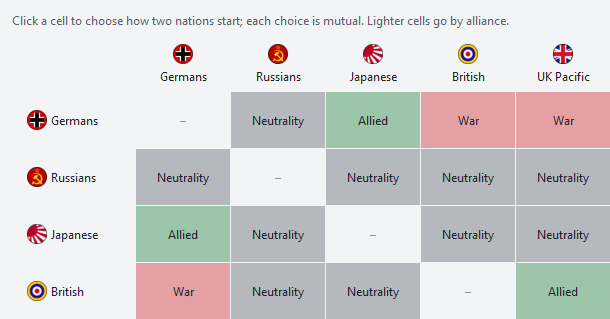 Click a cell to choose how two nations start; each choice is mutual. Lighter cells go by alliance.
Germans Russians Japanese British UK Pacific
Germans – Neutrality Allied War War
Russians Neutrality – Neutrality Neutrality Neutrality
Japanese Allied Neutrality – Neutrality Neutrality
British War Neutrality Neutrality – Allied